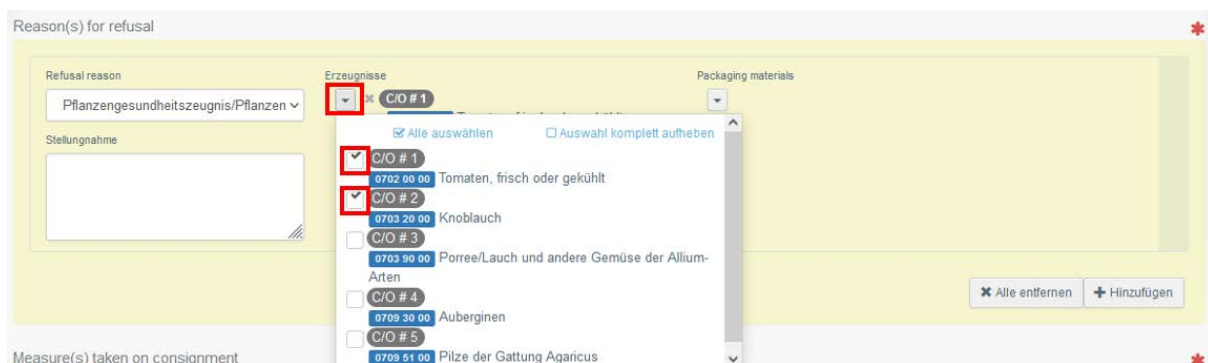 Reason(s) for refusal
Refusal reason
Erzeugnisse
Packaging materials
Pflanzengesundheitszeugnis/Pflanzen
C/O # 1
Stellungnahme
Alle auswählen
Auswahl komplett aufheben
C/O # 1
0702 00 00 Tomaten, frisch oder gekühlt
C/O # 2
0703 20 00 Knoblauch
C/O # 3
0703 90 00 Porree/Lauch und andere Gemüse der Allium-
Arten
C/O # 4
0709 30 00 Auberginen
C/O # 5
0709 51 00 Pilze der Gattung Agaricus
Alle entfernen
Hinzufügen
Measure(s) taken on consignment